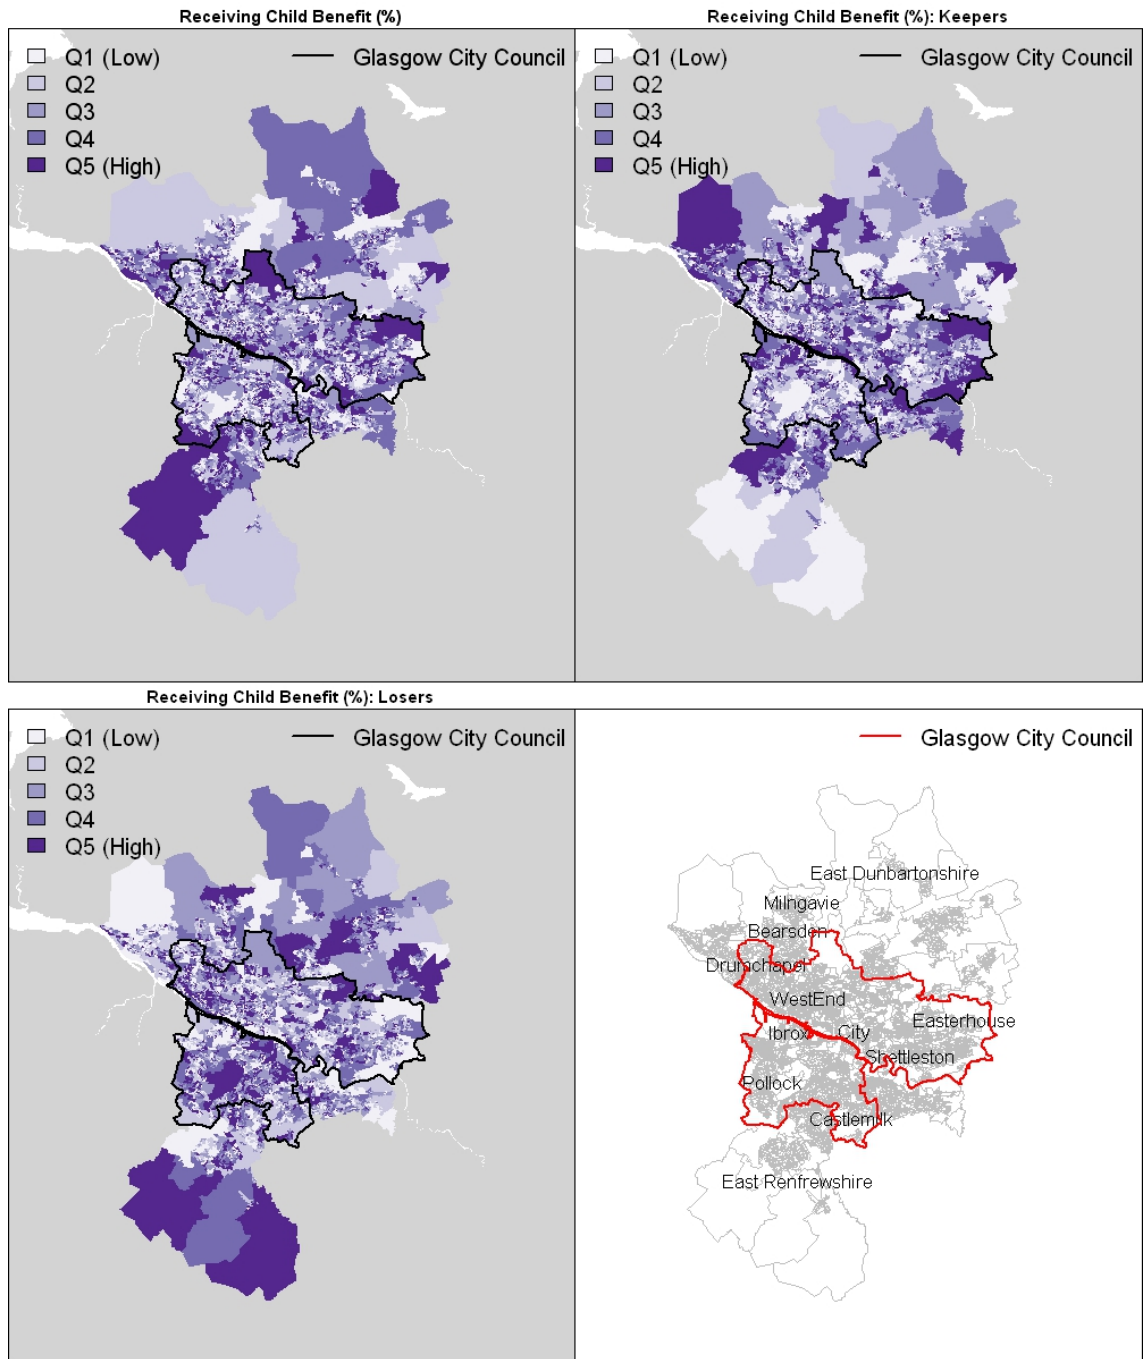 Receiving Child Benefit (%)
Q1 (Low)
Q2
Q3
Q4
Q5 (High)
Glasgow City Council
Receiving Child Benefit (%): Keepers
Q1 (Low)
Q2
Q3
Q4
Q5 (High)
Glasgow City Council
Receiving Child Benefit (%): Losers
Q1 (Low)
Q2
Q3
Q4
Q5 (High)
Glasgow City Council
Glasgow City Council
East Dunbartonshire
Milngavie
Bearsden
Drumchapel
WestEnd
Easterhouse
Ibrox
City
Shettleston
Pollock
Castlemilk
East Renfrewshire